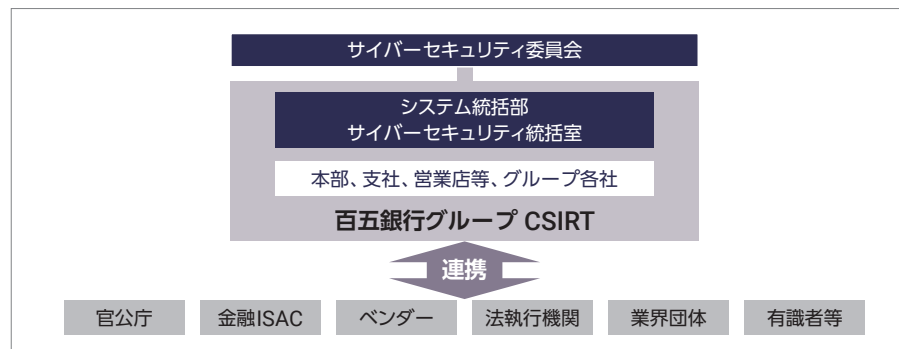 サイバーセキュリティ委員会
システム統括部
サイバーセキュリティ統括室
本部、支社、営業店等、グループ各社
百五銀行グループ CSIRT
連携
官公庁
金融ISAC
ベンダー
法執行機関
業界団体
有識者等